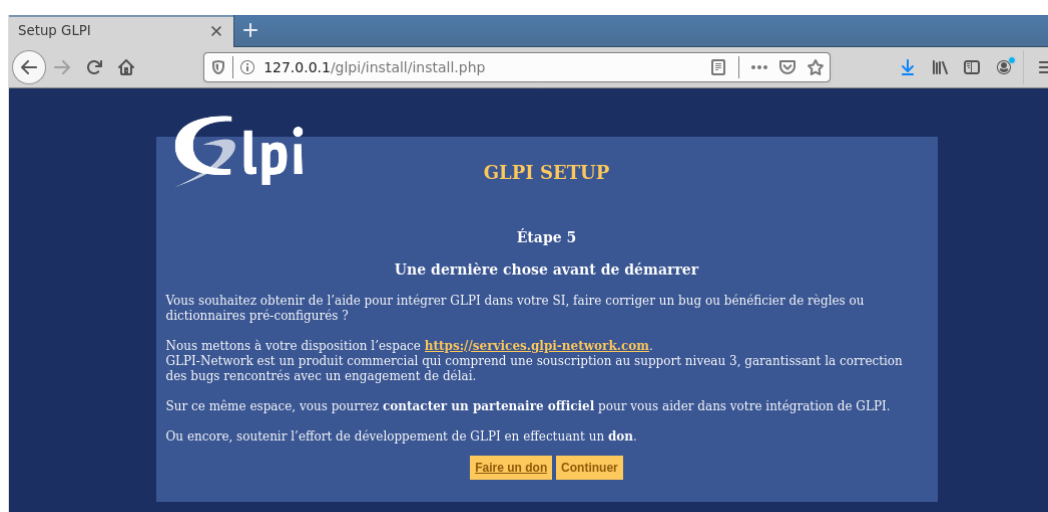 Setup GLPI
127.0.0.1/glpi/install/install.php
Glpi
GLPI SETUP
Étape 5
Une dernière chose avant de démarrer
Vous souhaitez obtenir de l'aide pour intégrer GLPI dans votre SI, faire corriger un bug ou bénéficier de règles ou
dictionnaires pré-configurés ?
Nous mettons à votre disposition l'espace https://services.glpi-network.com.
GLPI-Network est un produit commercial qui comprend une souscription au support niveau 3, garantissant la correction
des bugs rencontrés avec un engagement de délai.
Sur ce même espace, vous pourrez contacter un partenaire officiel pour vous aider dans votre intégration de GLPI.
Ou encore, soutenir l'effort de développement de GLPI en effectuant un don.
Faire un don Continuer